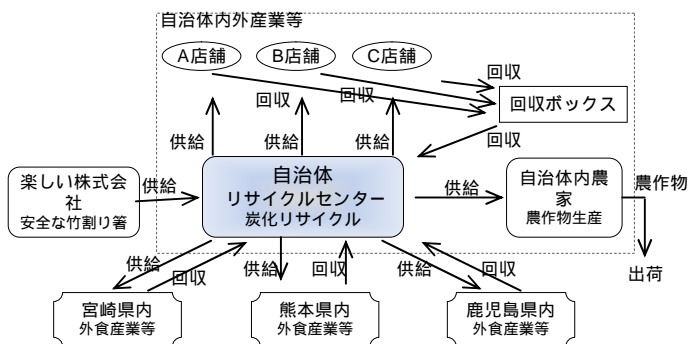 自治体内外産業等
A店舗
B店舗
C店舗
回収
回収
回収
回収ボックス
回収
供給
供給
供給
楽しい株式会
社
安全な竹割り箸
供給
自治体
リサイクルセンター
炭化リサイクル
供給
自治体内農
家
農作物生産
農作物
出荷
供給
回収
供給
回収
供給
回収
宮崎県内
外食産業等
熊本県内
外食産業等
鹿児島県内
外食産業等